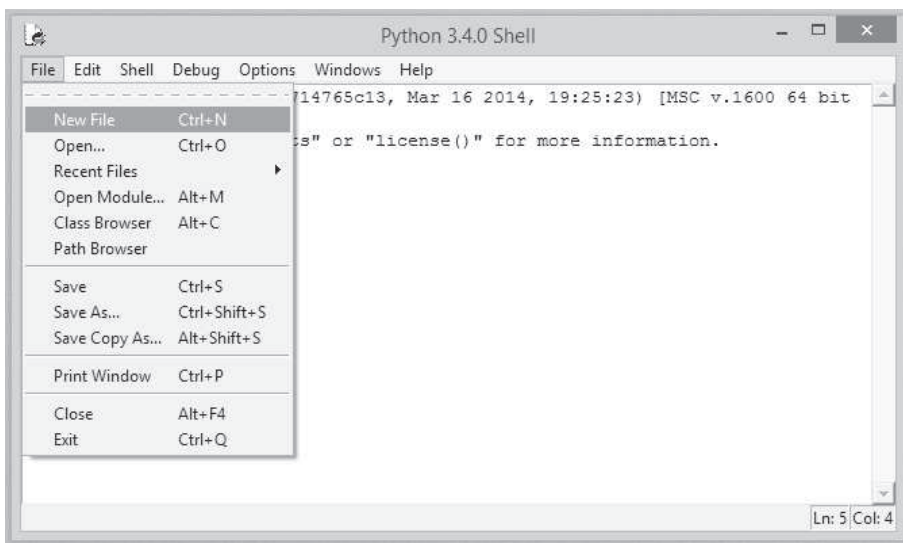 Python 3.4.0 Shell
File Edit Shell Debug Options Windows Help
714765c13, Mar 16 2014, 19:25:23) [MSC v.1600 64 bit
New File Ctrl+N
Open... Ctrl+O
s" or "license()" for more information.
Recent Files
Open Module... Alt+M
Class Browser Alt+C
Path Browser
Save Ctrl+S
Save As... Ctrl+Shift+S
Save Copy As... Alt+Shift+S
Print Window Ctrl+P
Close Alt+F4
Exit Ctrl+Q
Ln: 5 Col: 4